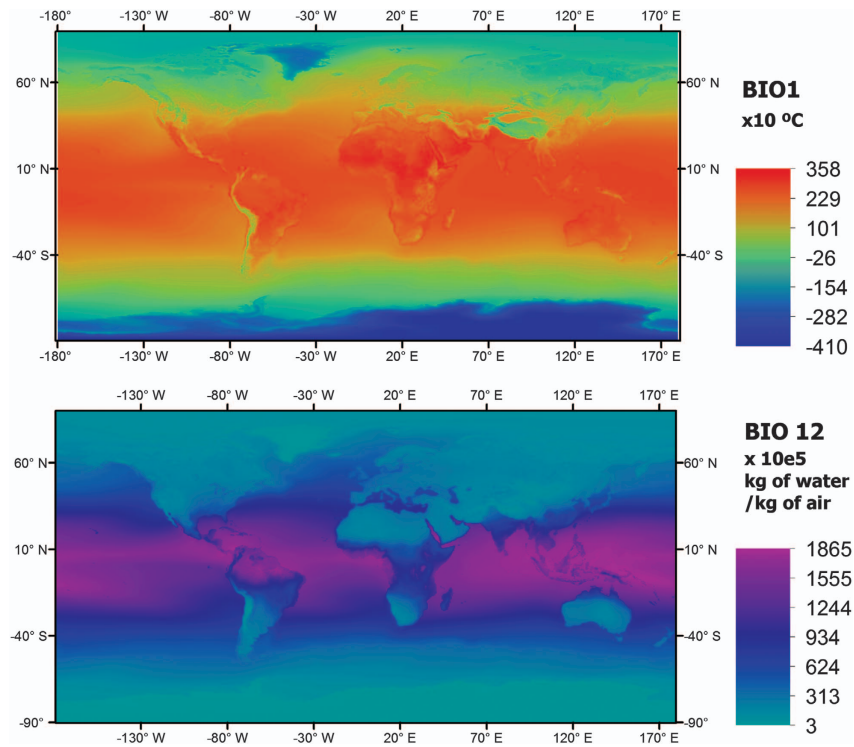 -180° -130° W -80° W -30° W 20° E 70° E 120° E 170° E
60° N
10° N
-40° S
-180° -130° W -80° W -30° W 20° E 70° E 120° E 170° E
BIO1
x10 ºC
358
229
101
-26
-154
-282
-410
-130° W -80° W -30° W 20° E 70° E 120° E 170° E
60° N 60° N
10° N 10° N
-40° S -40° S
-90° -90°
-130° W -80° W -30° W 20° E 70° E 120° E 170° E
BIO 12
x 10e5
kg of water
/kg of air
1865
1555
1244
934
624
313
3